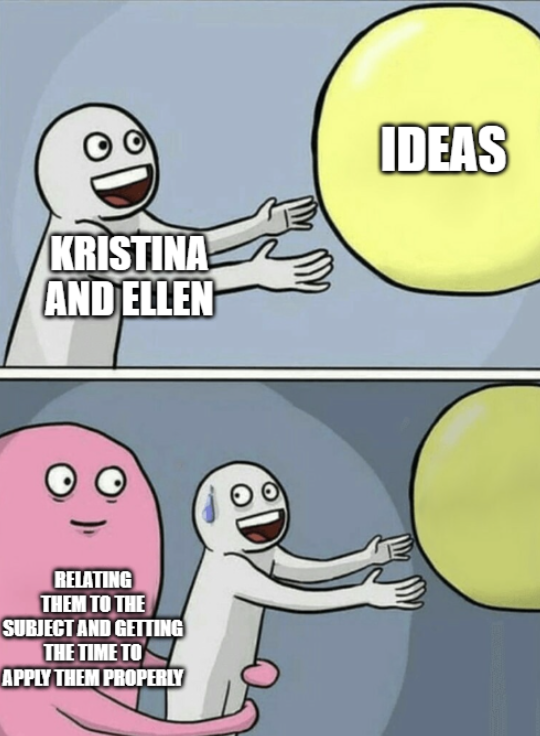 IDEAS
KRISTINA
AND ELLEN
RELATING
THEM TO THE
SUBJECT AND GETTING
THE TIME TO
APPLY THEM PROPERLY